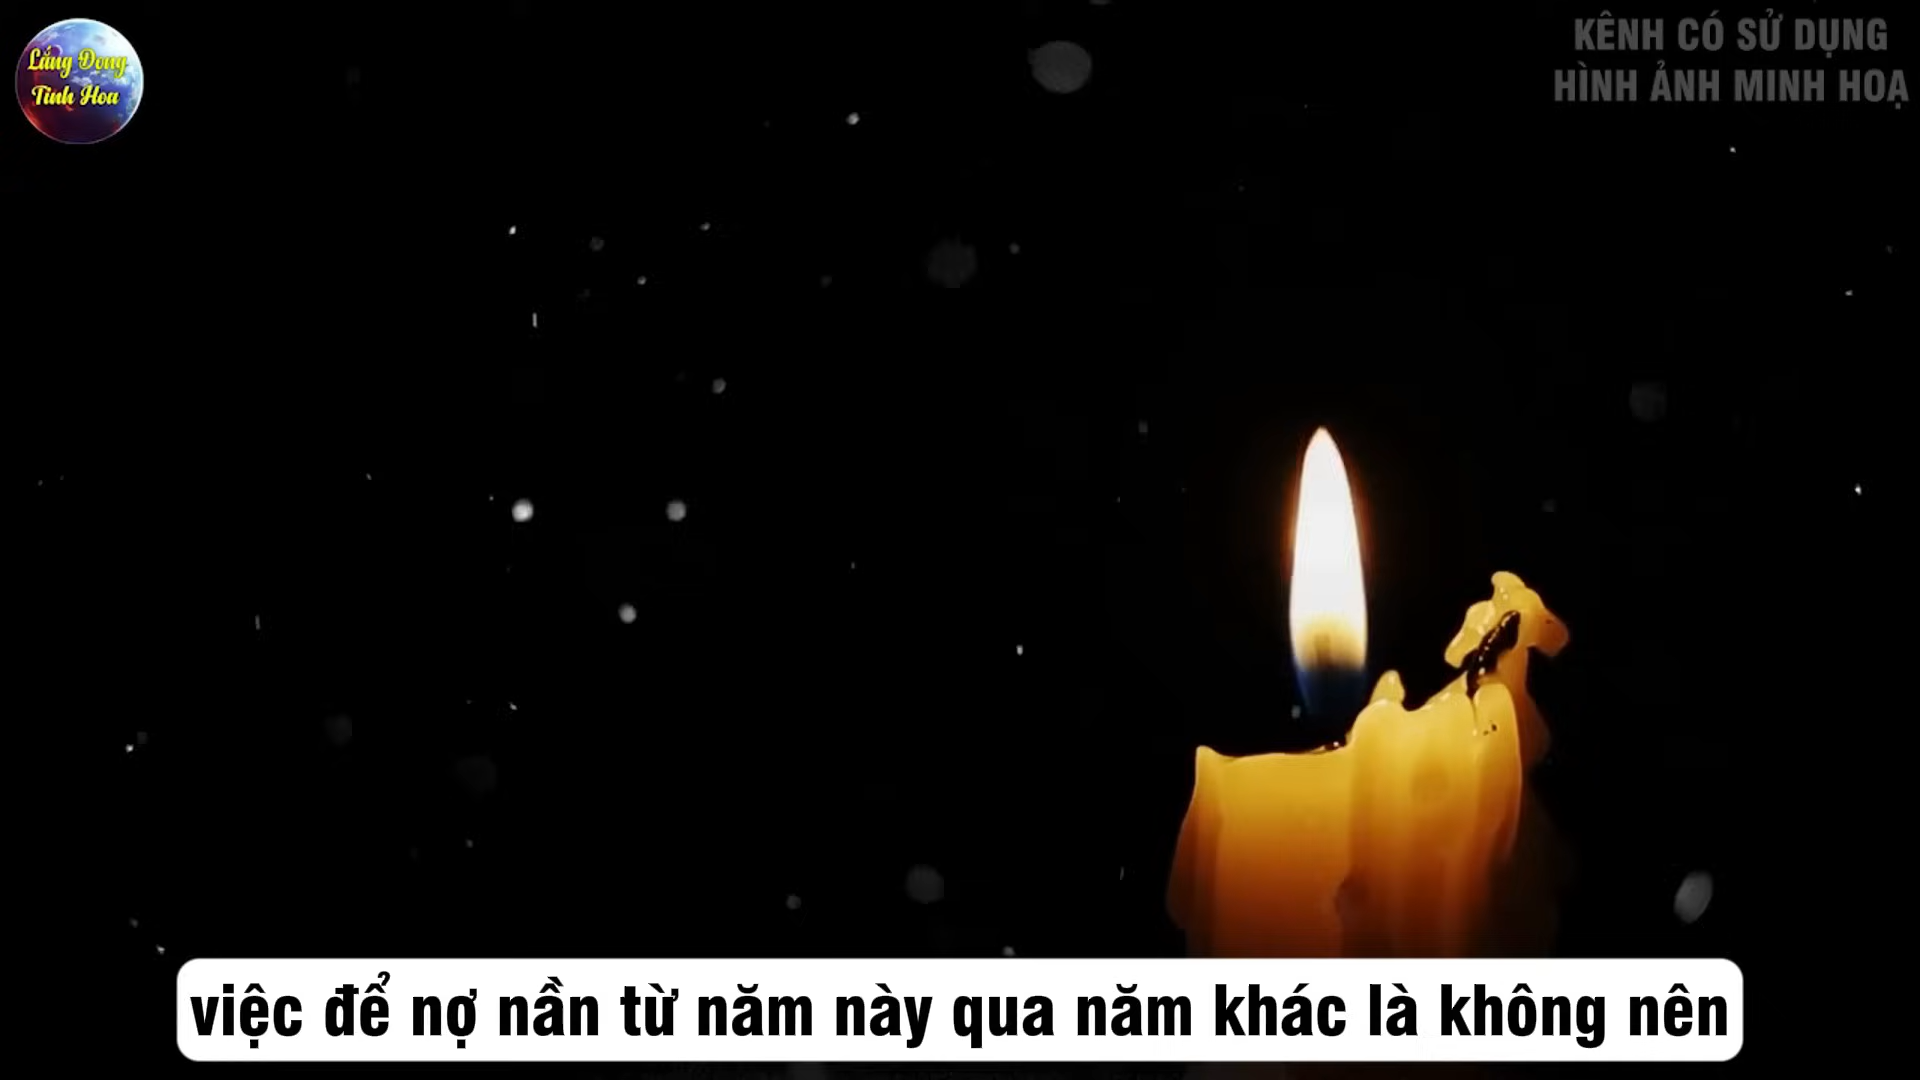 Lắng Đọng
Tinh Hoa
KÊNH CÓ SỬ DỤNG
HÌNH ẢNH MINH HOẠ
việc để nợ nần từ năm này qua năm khác là không nên